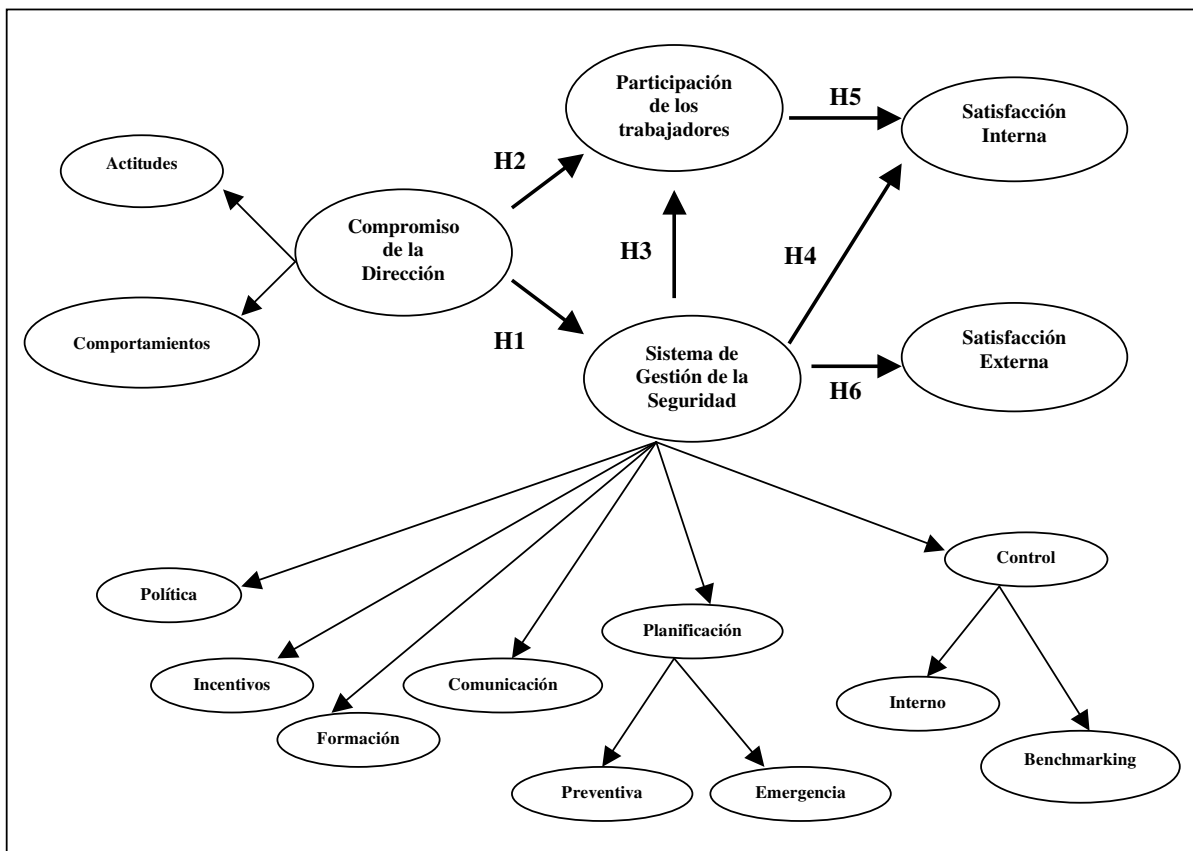 Participación
de los
trabajadores
H5
Satisfacción
Interna
Actitudes
H2
Compromiso
de la
Dirección
H3
H4
Comportamientos
H1
Sistema de
Gestión de la
Seguridad
H6
Satisfacción
Externa
Control
Política
Planificación
Incentivos
Comunicación
Interno
Formación
Benchmarking
Preventiva
Emergencia